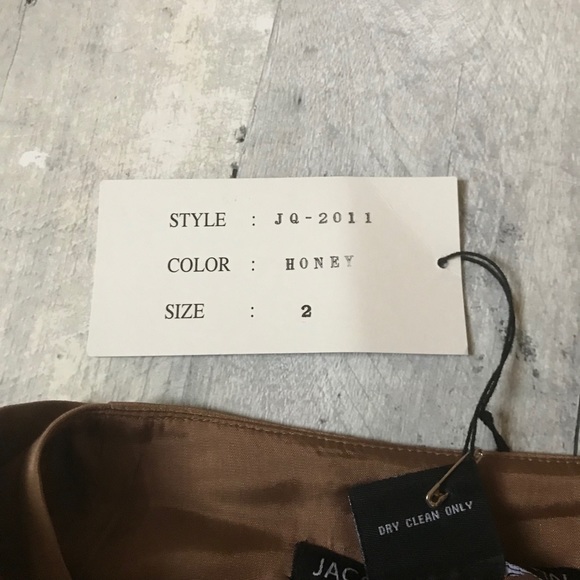 STYLE : JQ-2011
COLOR : HONEY
SIZE : 2
DRY CLEAN ONLY